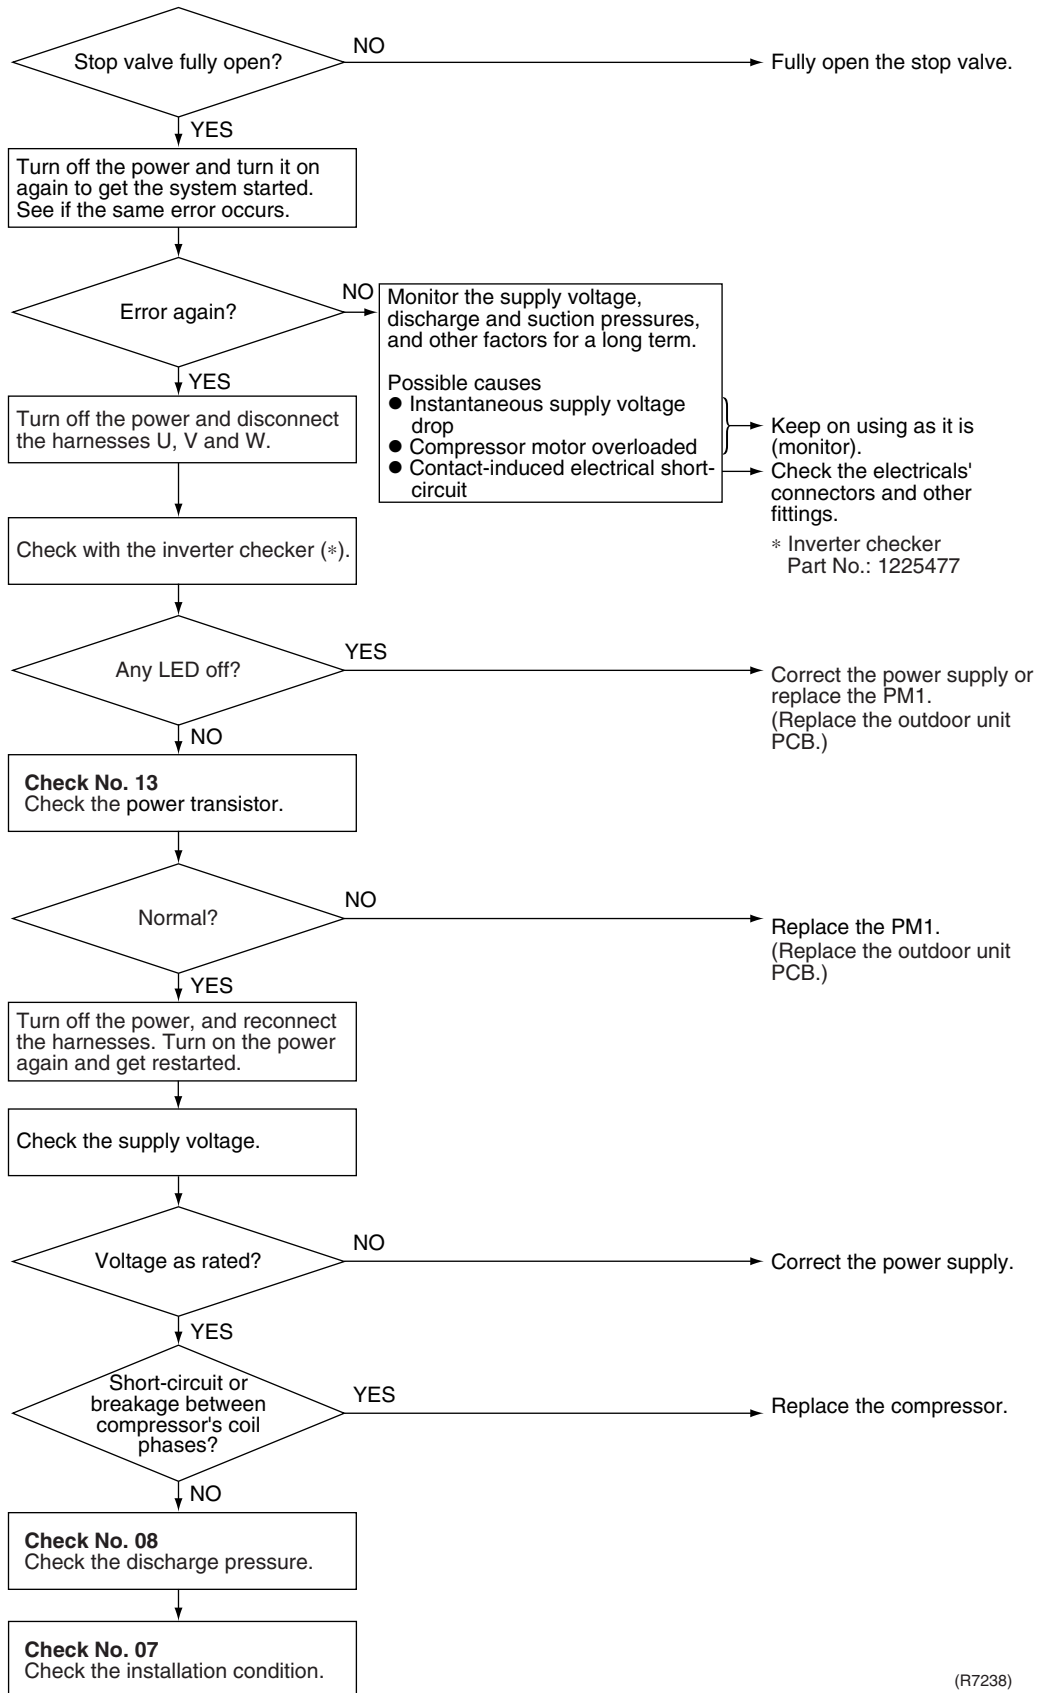 Stop valve fully open?
NO
Fully open the stop valve.
YES
Turn off the power and turn it on
again to get the system started.
See if the same error occurs.
Error again?
NO
Monitor the supply voltage,
discharge and suction pressures,
and other factors for a long term.
Possible causes
● Instantaneous supply voltage
drop
● Compressor motor overloaded
● Contact-induced electrical short-
circuit
Keep on using as it is
(monitor).
Check the electricals'
connectors and other
fittings.
* Inverter checker
Part No.: 1225477
YES
Turn off the power and disconnect
the harnesses U, V and W.
Check with the inverter checker (*).
Any LED off?
YES
Correct the power supply or
replace the PM1.
(Replace the outdoor unit
PCB.)
NO
Check No. 13
Check the power transistor.
Normal?
NO
Replace the PM1.
(Replace the outdoor unit
PCB.)
YES
Turn off the power, and reconnect
the harnesses. Turn on the power
again and get restarted.
Check the supply voltage.
Voltage as rated?
NO
Correct the power supply.
YES
Short-circuit or
breakage between
compressor's coil
phases?
YES
Replace the compressor.
NO
Check No. 08
Check the discharge pressure.
Check No. 07
Check the installation condition.
(R7238)